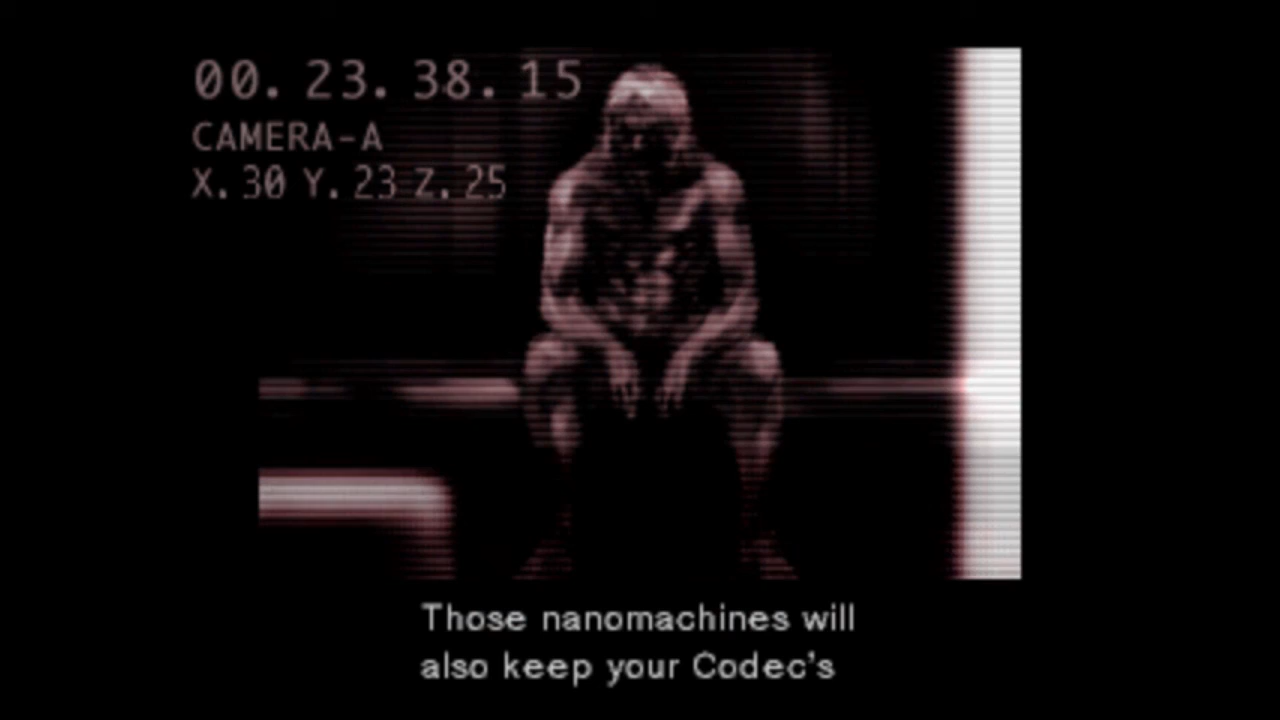 00. 23. 38. 15
CAMERA-A
X. 30 Y. 23 Z. 25
Those nanomachines will
also keep your Codec's